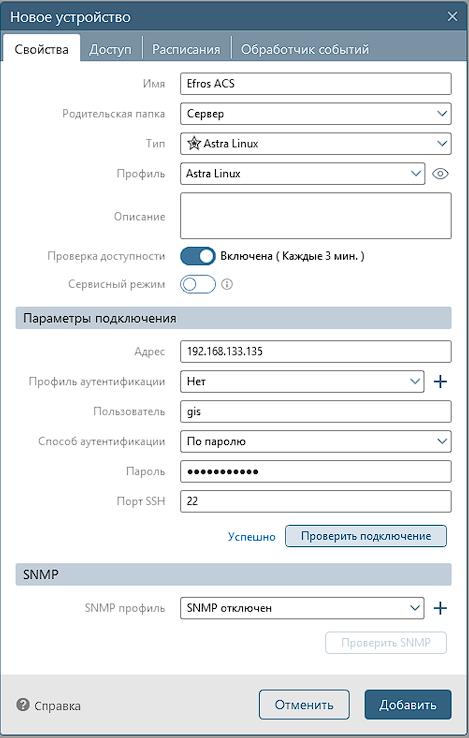 Новое устройство
Свойства Доступ Расписания Обработчик событий
Имя Efros ACS
Родительская папка Сервер
Тип Astra Linux
Профиль Astra Linux
Описание
Проверка доступности Включена ( Каждые 3 мин. )
Сервисный режим
Параметры подключения
Адрес 192.168.133.135
Профиль аутентификации Нет
Пользователь gis
Способ аутентификации По паролю
Пароль ●●●●●●●●●●●
Порт SSH 22
Успешно Проверить подключение
SNMP
SNMP профиль SNMP отключен
Проверить SNMP
Справка Отменить Добавить